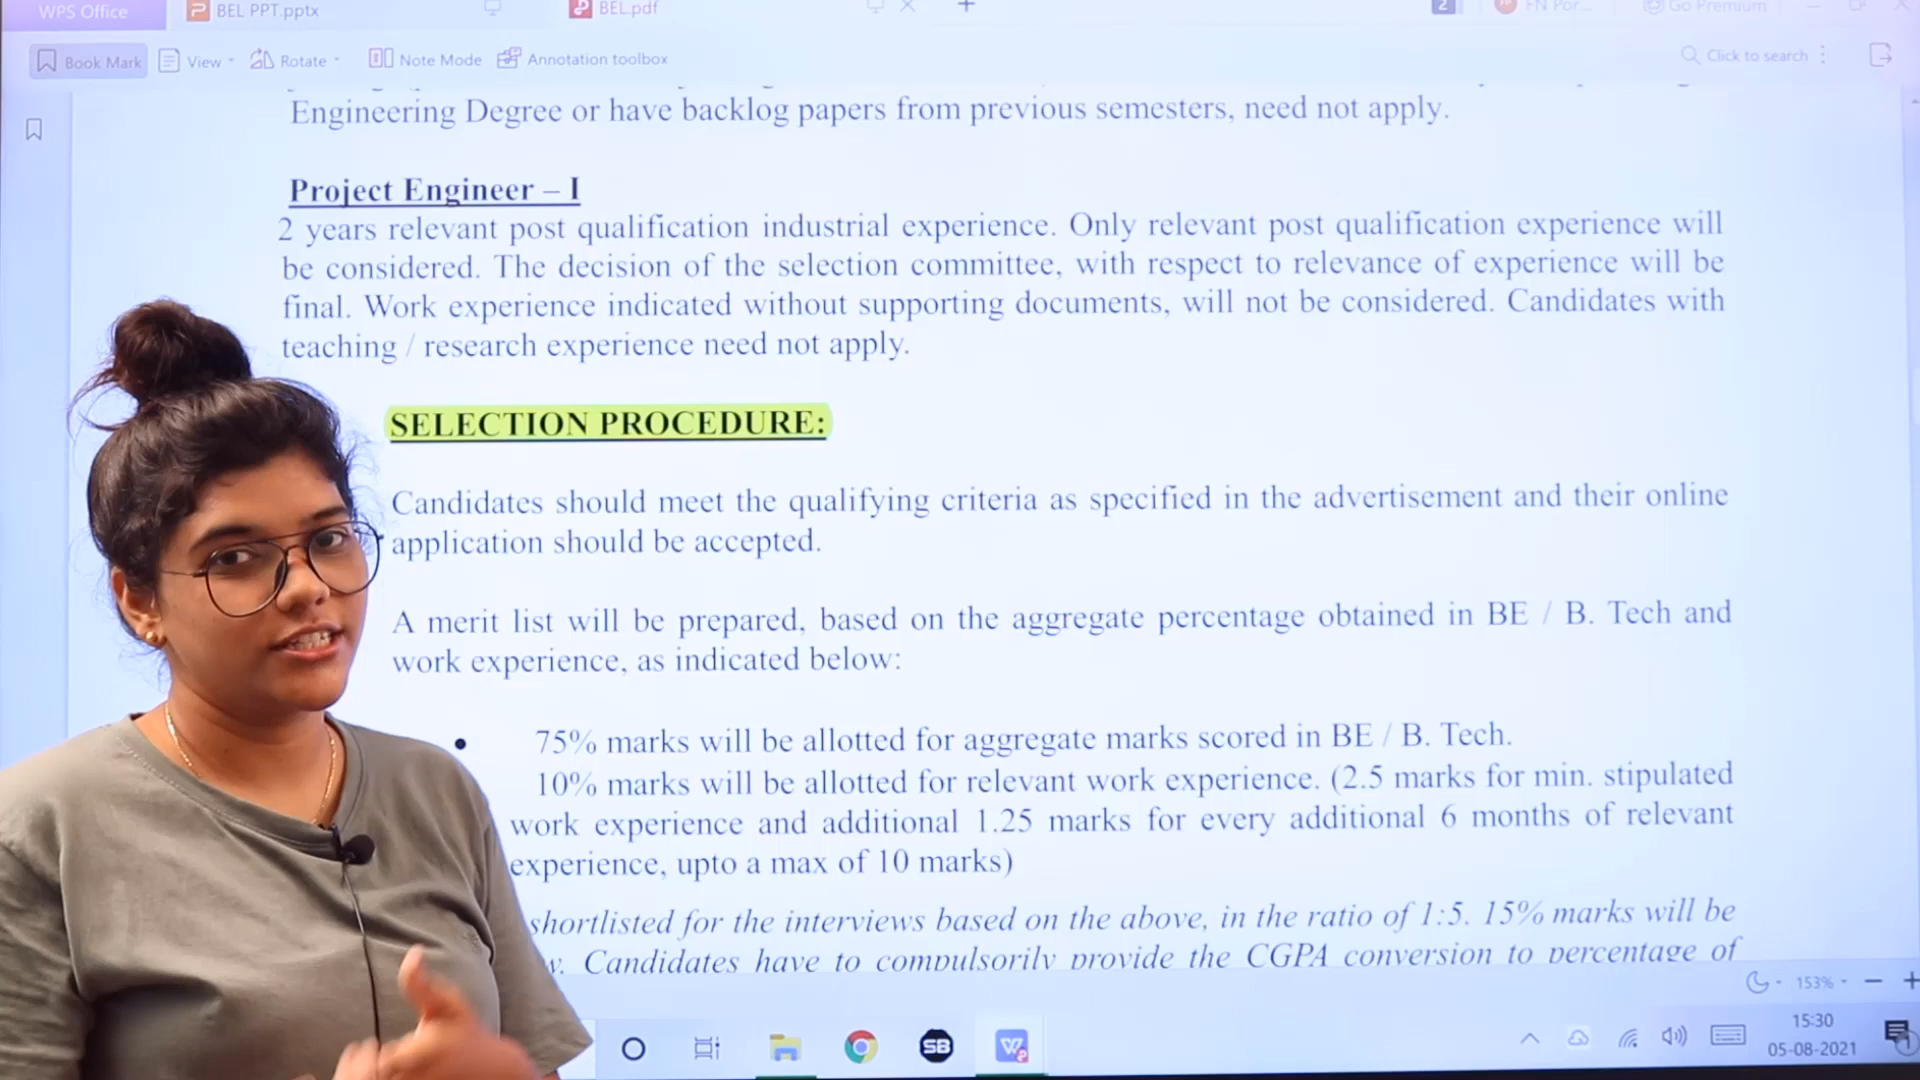 WPS Office
BEL PPT.pptx
BEL.pdf
2
FN Por...
Go Premium
Book Mark
View
Rotate
Note Mode
Annotation toolbox
Click to search
Engineering Degree or have backlog papers from previous semesters, need not apply.
Project Engineer – I
2 years relevant post qualification industrial experience. Only relevant post qualification experience will
be considered. The decision of the selection committee, with respect to relevance of experience will be
final. Work experience indicated without supporting documents, will not be considered. Candidates with
teaching / research experience need not apply.
SELECTION PROCEDURE:
Candidates should meet the qualifying criteria as specified in the advertisement and their online
application should be accepted.
A merit list will be prepared, based on the aggregate percentage obtained in BE / B. Tech and
work experience, as indicated below:
• 75% marks will be allotted for aggregate marks scored in BE / B. Tech.
10% marks will be allotted for relevant work experience. (2.5 marks for min. stipulated
work experience and additional 1.25 marks for every additional 6 months of relevant
experience, upto a max of 10 marks)
shortlisted for the interviews based on the above, in the ratio of 1:5. 15% marks will be
w. Candidates have to compulsorily provide the CGPA conversion to percentage of
153%
SB
W
15:30
05-08-2021
1